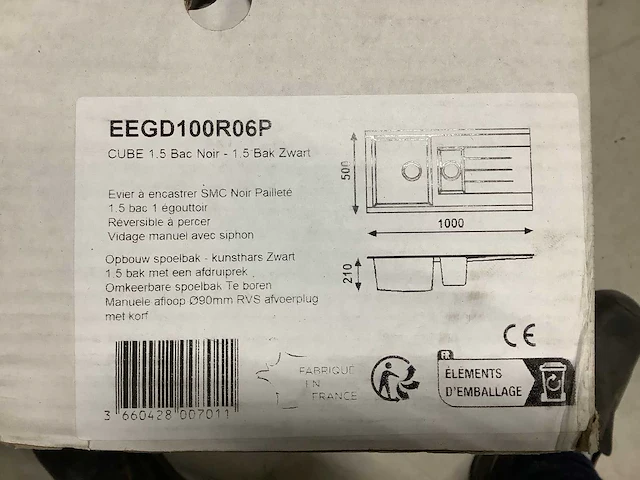 EEGD100R06P
CUBE 1.5 Bac Noir - 1.5 Bak Zwart
Evier à encastrer SMC Noir Pailleté
1.5 bac 1 égouttoir
Réversible à percer
Vidage manuel avec siphon
Opbouw spoelbak - kunsthars Zwart
1.5 bak met een afdruiprek
Omkeerbare spoelbak Te boren
Manuele afloop Ø90mm RVS afvoerplug
met korf
500
1000
210
CE
3 660428 007011
FABRIQUÉ
EN
FRANCE
FR
ÉLÉMENTS
D'EMBALLAGE